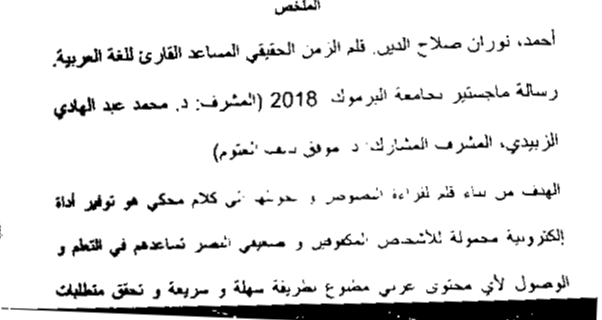 الملخص
أحمد، نوران صلاح الدين. قلم الزمن الحقيقي المساعد القارئ للغة العربية.
رسالة ماجستير بجامعة اليرموك 2018 (المشرف: د. محمد عبد الهادي
الزبيدي، المشرف المشارك: د. موفق العتوم)
الهدف من بناء قلم لقراءة النصوص و تحويلها الى كلام محكي هو توفير أداة
إلكترونية محمولة للأشخاص المكفوفين و ضعيفي البصر تساعدهم في التعلم و
الوصول لأي محتوى عربي مطبوع بطريقة سهلة و سريعة و تحقق متطلبات